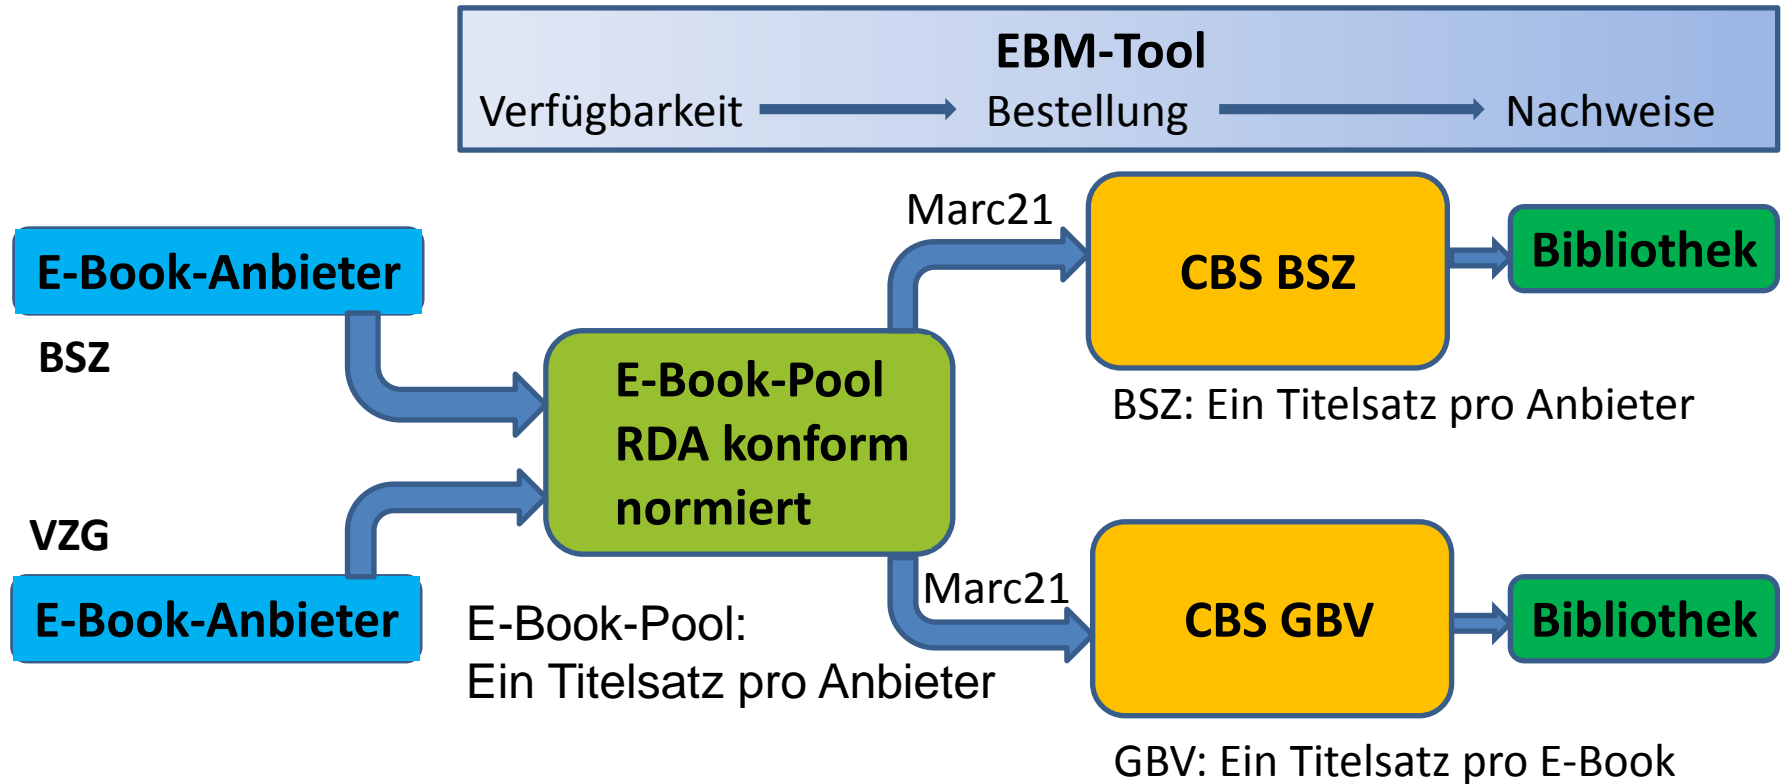 EBM-Tool
Verfügbarkeit Bestellung Nachweise
E-Book-Anbieter
BSZ
VZG
E-Book-Anbieter
E-Book-Pool
RDA konform
normiert
E-Book-Pool:
Ein Titelsatz pro Anbieter
Marc21
CBS BSZ
Bibliothek
BSZ: Ein Titelsatz pro Anbieter
Marc21
CBS GBV
Bibliothek
GBV: Ein Titelsatz pro E-Book